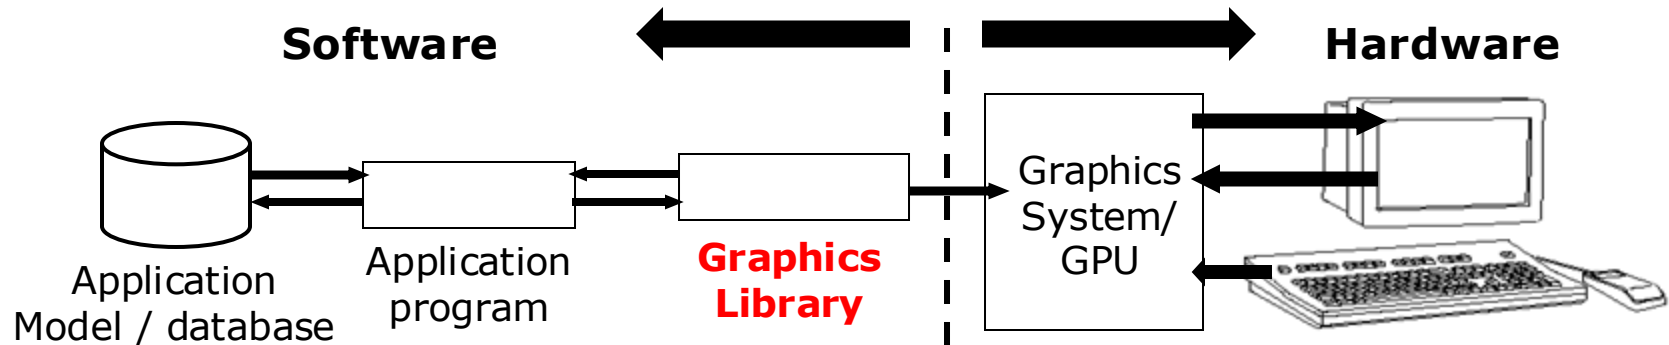 Software
Hardware
Application
Model / database
Application
program
Graphics
Library
Graphics
System/
GPU